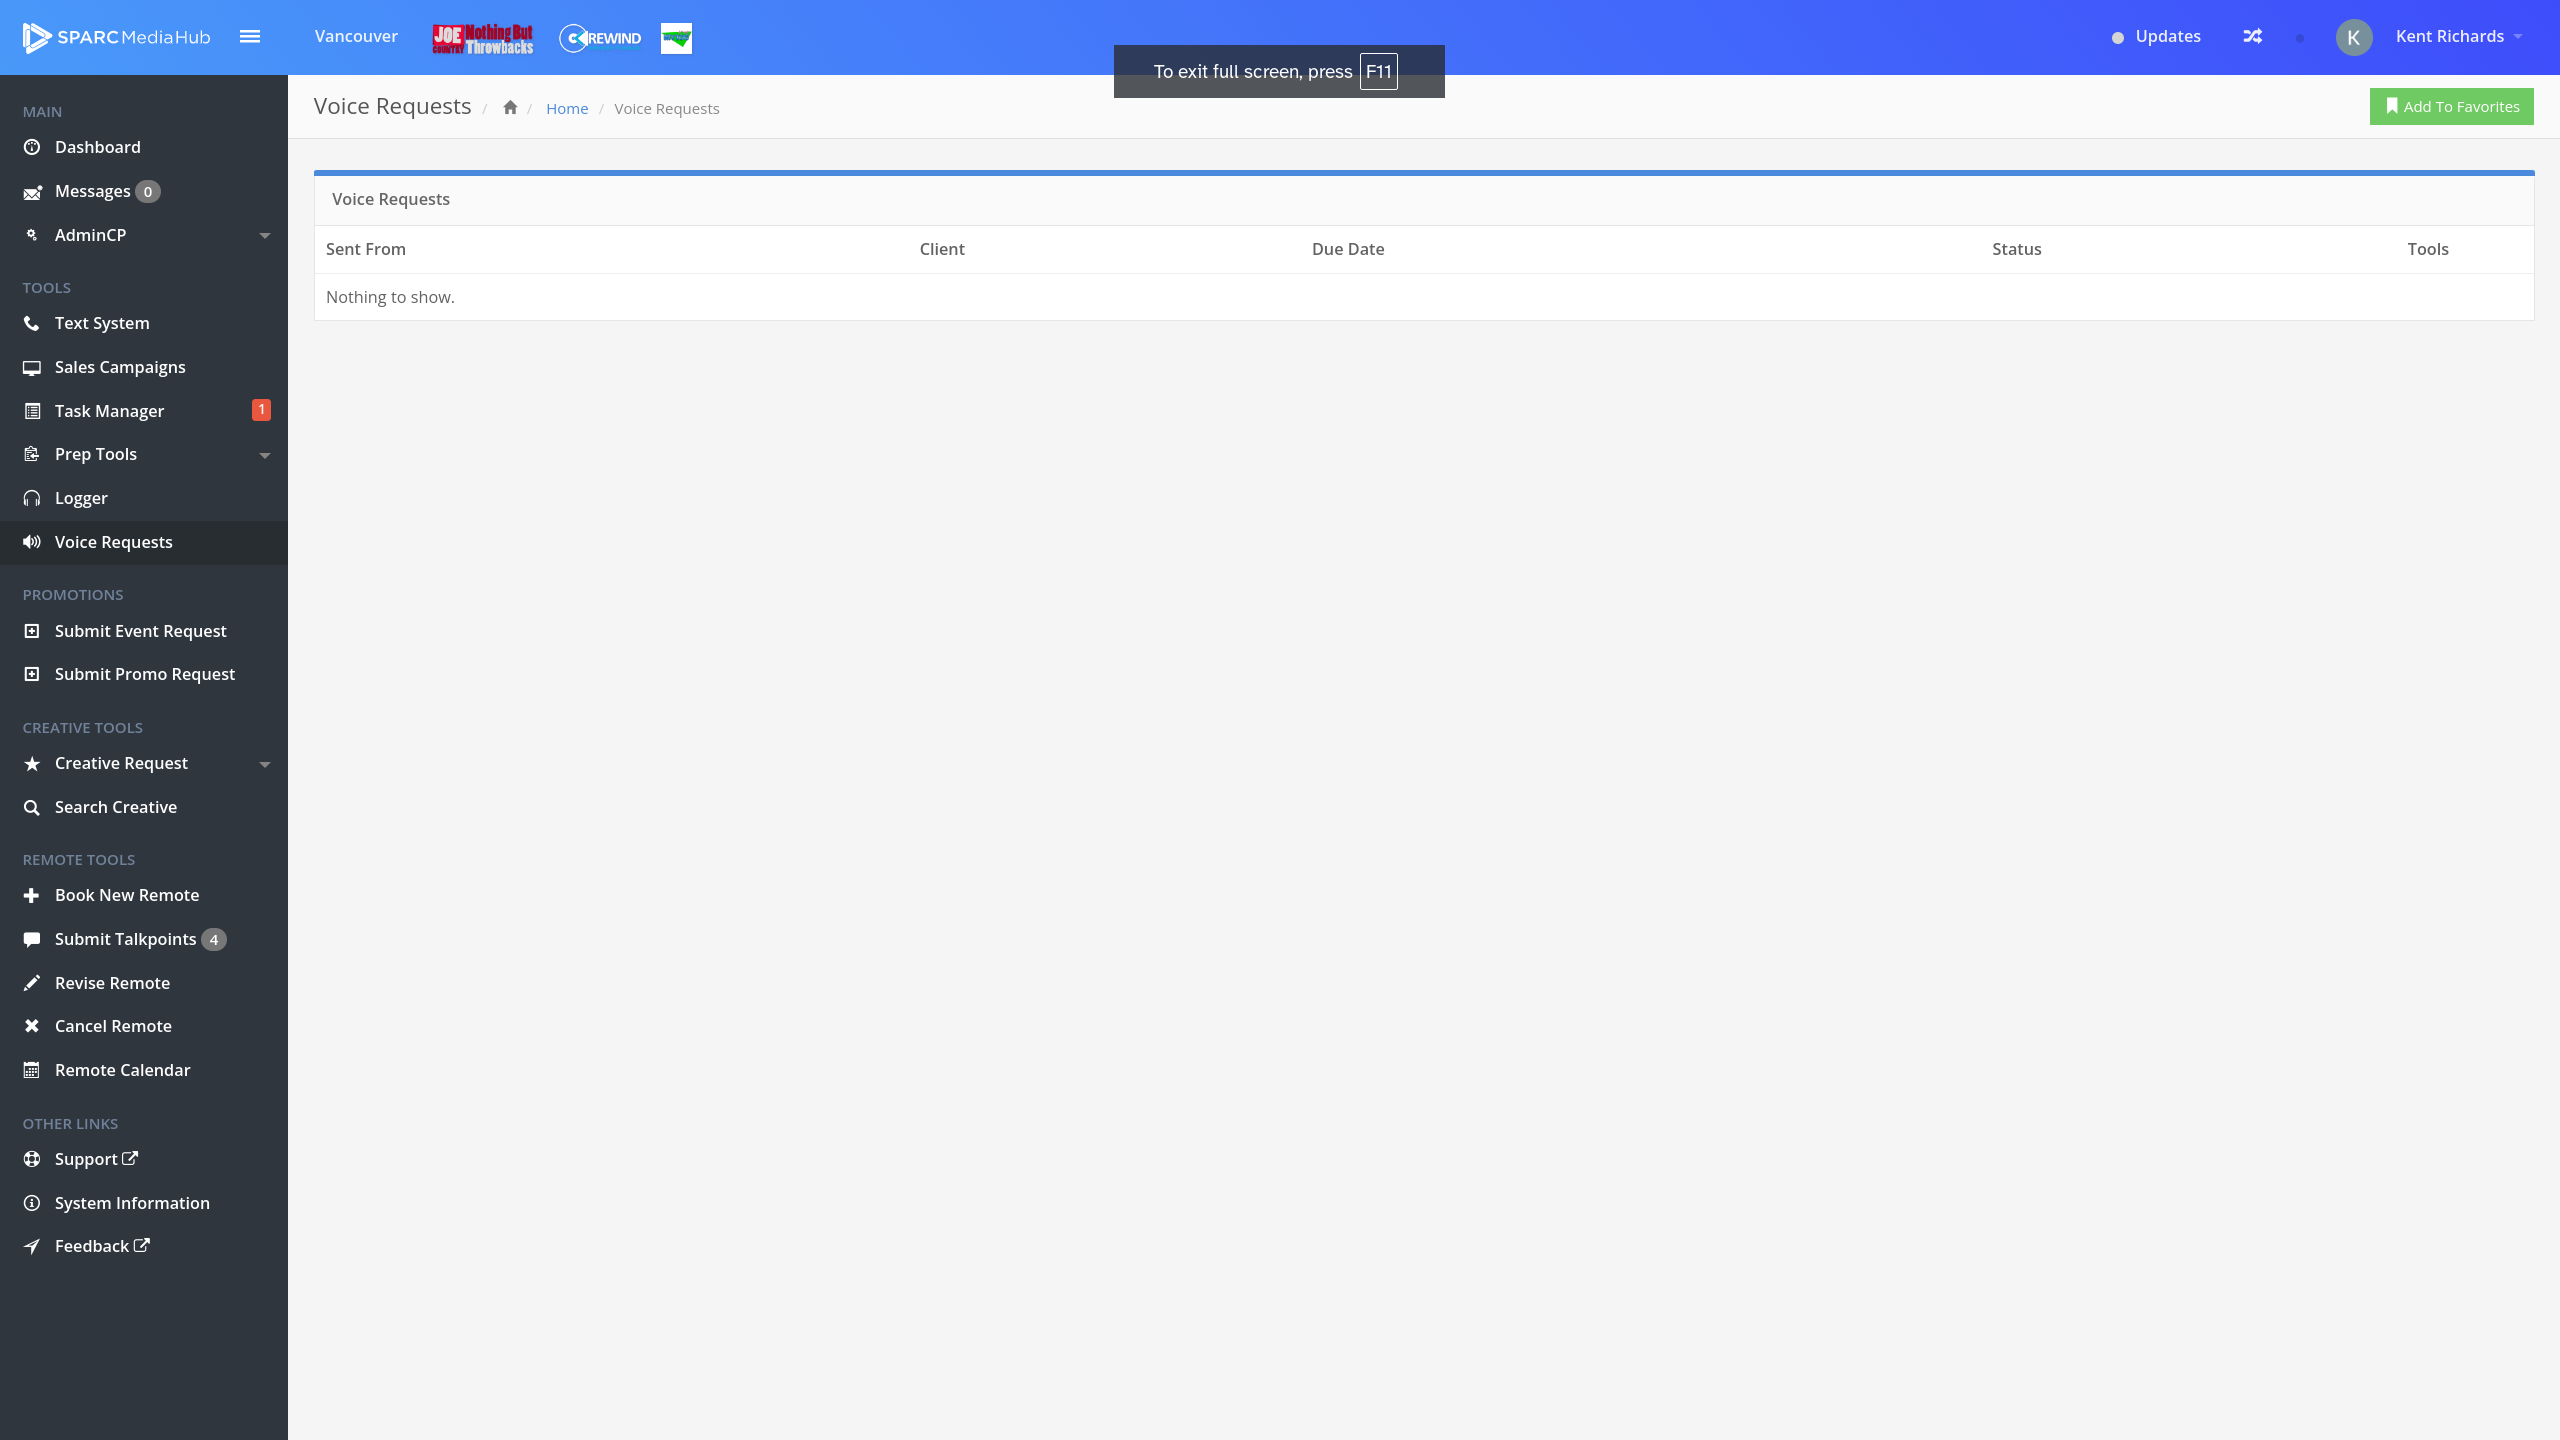 SPARC MediaHub
Vancouver
JOE Nothing But
COUNTRY Throwbacks
REWIND
Updates
K
Kent Richards
To exit full screen, press F11
Voice Requests / / Home / Voice Requests
Add To Favorites
MAIN
Dashboard
Messages 0
AdminCP
TOOLS
Text System
Sales Campaigns
Task Manager 1
Prep Tools
Logger
Voice Requests
PROMOTIONS
Submit Event Request
Submit Promo Request
CREATIVE TOOLS
Creative Request
Search Creative
REMOTE TOOLS
Book New Remote
Submit Talkpoints 4
Revise Remote
Cancel Remote
Remote Calendar
OTHER LINKS
Support
System Information
Feedback
Voice Requests
Sent From Client Due Date Status Tools
Nothing to show.